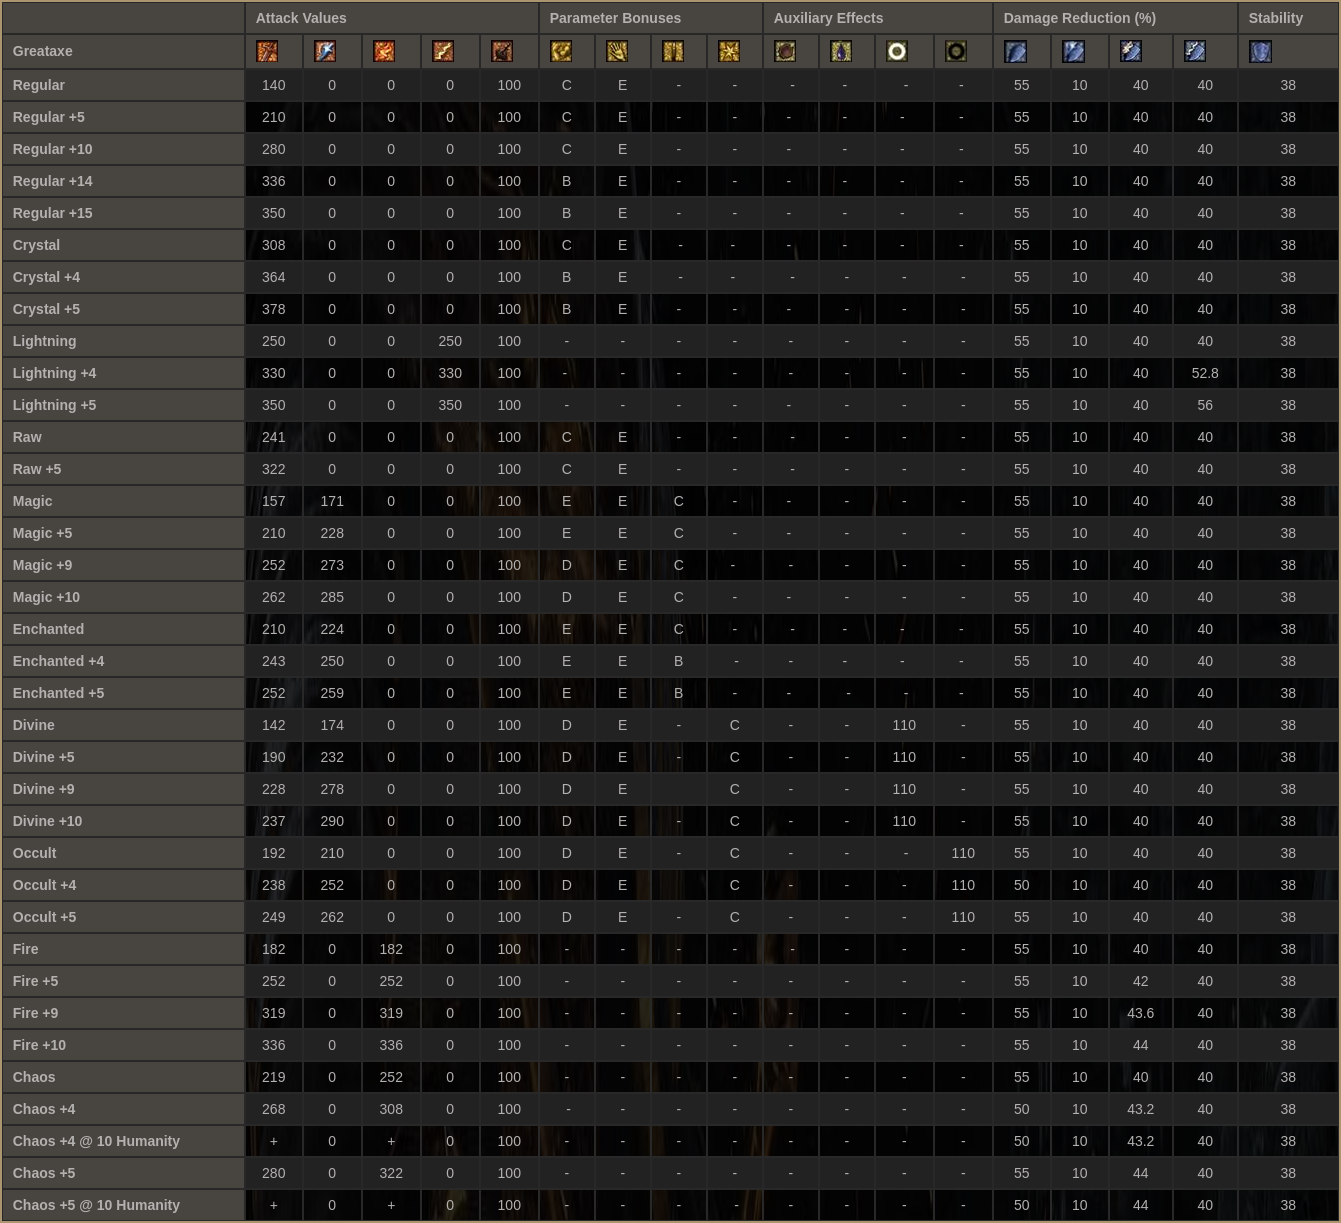 Attack Values Parameter Bonuses Auxiliary Effects Damage Reduction (%) Stability
Greataxe
Regular 140 0 0 0 100 C E - - - - - - 55 10 40 40 38
Regular +5 210 0 0 0 100 C E - - - - - - 55 10 40 40 38
Regular +10 280 0 0 0 100 C E - - - - - - 55 10 40 40 38
Regular +14 336 0 0 0 100 B E - - - - - - 55 10 40 40 38
Regular +15 350 0 0 0 100 B E - - - - - - 55 10 40 40 38
Crystal 308 0 0 0 100 C E - - - - - - 55 10 40 40 38
Crystal +4 364 0 0 0 100 B E - - - - - - 55 10 40 40 38
Crystal +5 378 0 0 0 100 B E - - - - - - 55 10 40 40 38
Lightning 250 0 0 250 100 - - - - - - - - 55 10 40 40 38
Lightning +4 330 0 0 330 100 - - - - - - - - 55 10 40 52.8 38
Lightning +5 350 0 0 350 100 - - - - - - - - 55 10 40 56 38
Raw 241 0 0 0 100 C E - - - - - - 55 10 40 40 38
Raw +5 322 0 0 0 100 C E - - - - - - 55 10 40 40 38
Magic 157 171 0 0 100 E E C - - - - - 55 10 40 40 38
Magic +5 210 228 0 0 100 E E C - - - - - 55 10 40 40 38
Magic +9 252 273 0 0 100 D E C - - - - - 55 10 40 40 38
Magic +10 262 285 0 0 100 D E C - - - - - 55 10 40 40 38
Enchanted 210 224 0 0 100 E E C - - - - - 55 10 40 40 38
Enchanted +4 243 250 0 0 100 E E B - - - - - 55 10 40 40 38
Enchanted +5 252 259 0 0 100 E E B - - - - - 55 10 40 40 38
Divine 142 174 0 0 100 D E - C - - 110 - 55 10 40 40 38
Divine +5 190 232 0 0 100 D E - C - - 110 - 55 10 40 40 38
Divine +9 228 278 0 0 100 D E C - - 110 - 55 10 40 40 38
Divine +10 237 290 0 0 100 D E - C - - 110 - 55 10 40 40 38
Occult 192 210 0 0 100 D E - C - - - 110 55 10 40 40 38
Occult +4 238 252 0 0 100 D E C - - - 110 50 10 40 40 38
Occult +5 249 262 0 0 100 D E - C - - - 110 55 10 40 40 38
Fire 182 0 182 0 100 - - - - - - - - 55 10 40 40 38
Fire +5 252 0 252 0 100 - - - - - - - - 55 10 42 40 38
Fire +9 319 0 319 0 100 - - - - - - - - 55 10 43.6 40 38
Fire +10 336 0 336 0 100 - - - - - - - - 55 10 44 40 38
Chaos 219 0 252 0 100 - - - - - - - - 55 10 40 40 38
Chaos +4 268 0 308 0 100 - - - - - - - - 50 10 43.2 40 38
Chaos +4 @ 10 Humanity + 0 + 0 100 - - - - - - - - 50 10 43.2 40 38
Chaos +5 280 0 322 0 100 - - - - - - - - 55 10 44 40 38
Chaos +5 @ 10 Humanity + 0 + 0 100 - - - - - - - 50 10 44 40 38